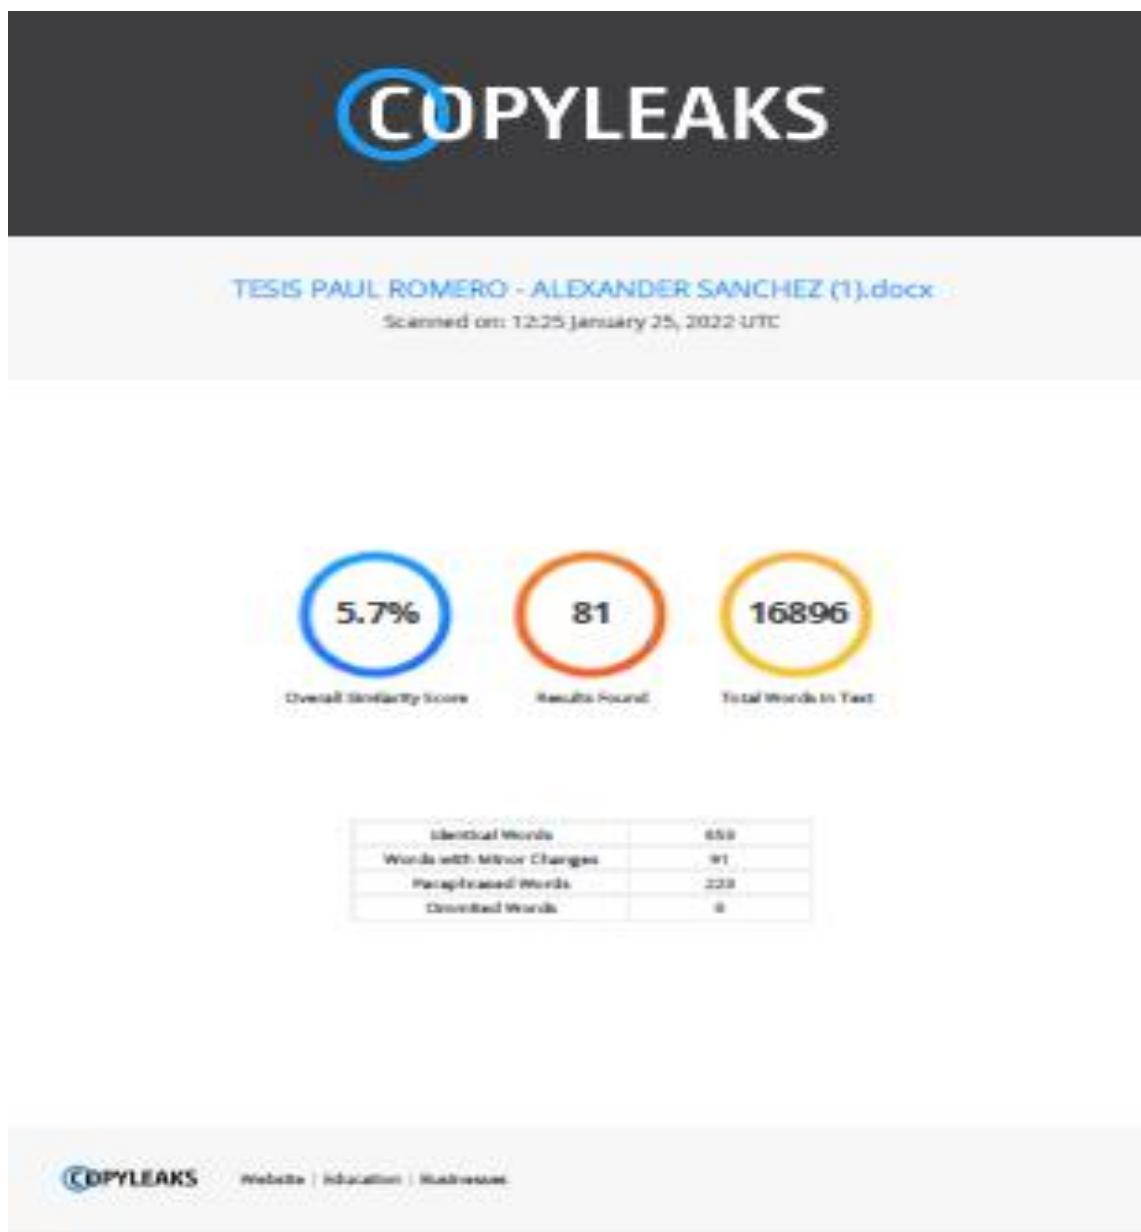 COPYLEAKS
TESIS PAUL ROMERO - ALEXANDER SANCHEZ (1).docx
Scanned on: 12:25 January 25, 2022 UTC
5.7%
81
16896
Overall Similarity Score
Results Found
Total Words In Text
Identical Words
Words with Minor Changes 91
Paraphrased Words
Ommited Words 0
COPYLEAKS
Website | Education | Businesses